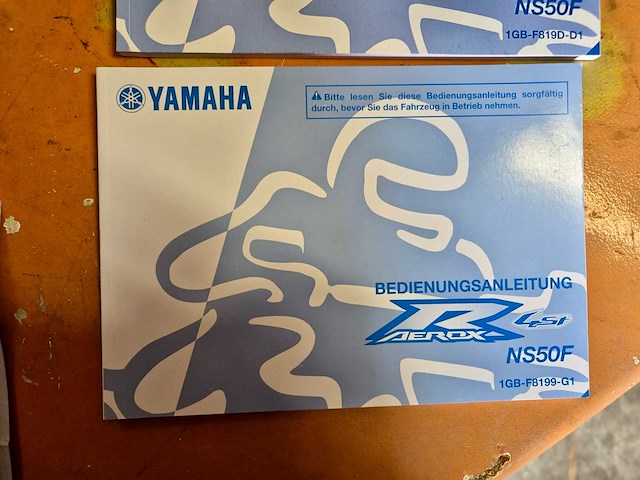 NS50F
1GB-F819D-D1
YAMAHA
Bitte lesen Sie diese Bedienungsanleitung sorgfältig
durch, bevor Sie das Fahrzeug in Betrieb nehmen.
BEDIENUNGSANLEITUNG
R
AEROX
4St
NS50F
1GB-F8199-G1